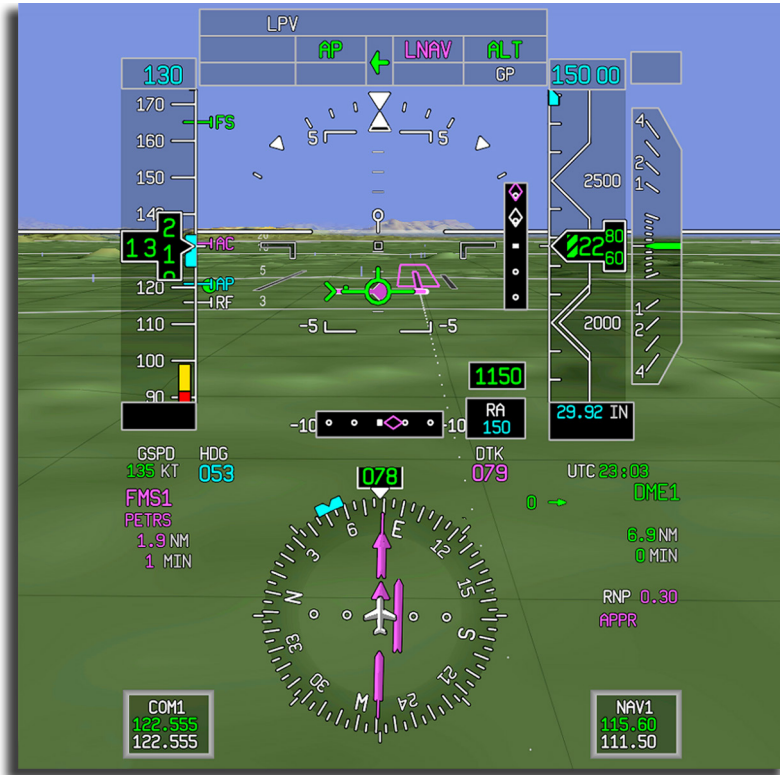 LPV
AP LNAV ALT
GP
130
150 00
170
160
150
140
120
110
100
90
13 2 1 0
FS
AC
AP
RF
20
5
3
5 5
-5 -5
-10 -10
4
2
1
1
2
4
2500
22 80 60
2000
1150
RA
150
29.92 IN
GSPD
135 KT
HDG
053
DTK
079
UTC 23:03
FMS1
PETRS
1.9 NM
1 MIN
078
0
DME1
6.9 NM
0 MIN
RNP 0.30
APPR
N 3 6 E 12 15 S 21 24 W 30 33
COM1
122.555
122.555
NAV1
115.60
111.50